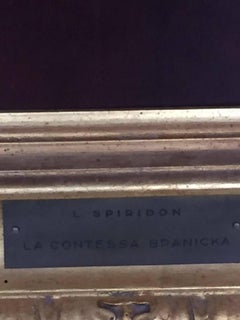 L SPIRIDON
LA CONTESSA BRANICKA